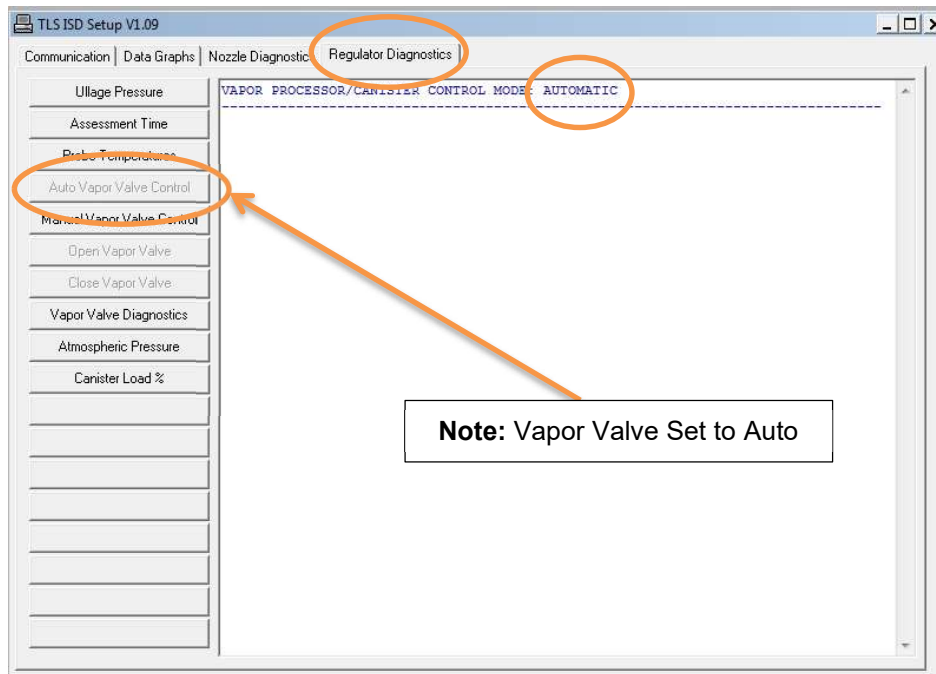 TLS ISD Setup V1.09
Communication Data Graphs Nozzle Diagnostic Regulator Diagnostics
Ullage Pressure
Assessment Time
Probe Temperatures
Auto Vapor Valve Control
Manual Vapor Valve Control
Open Vapor Valve
Close Vapor Valve
Vapor Valve Diagnostics
Atmospheric Pressure
Canister Load %
VAPOR PROCESSOR/CANISTER CONTROL MODE: AUTOMATIC
Note: Vapor Valve Set to Auto